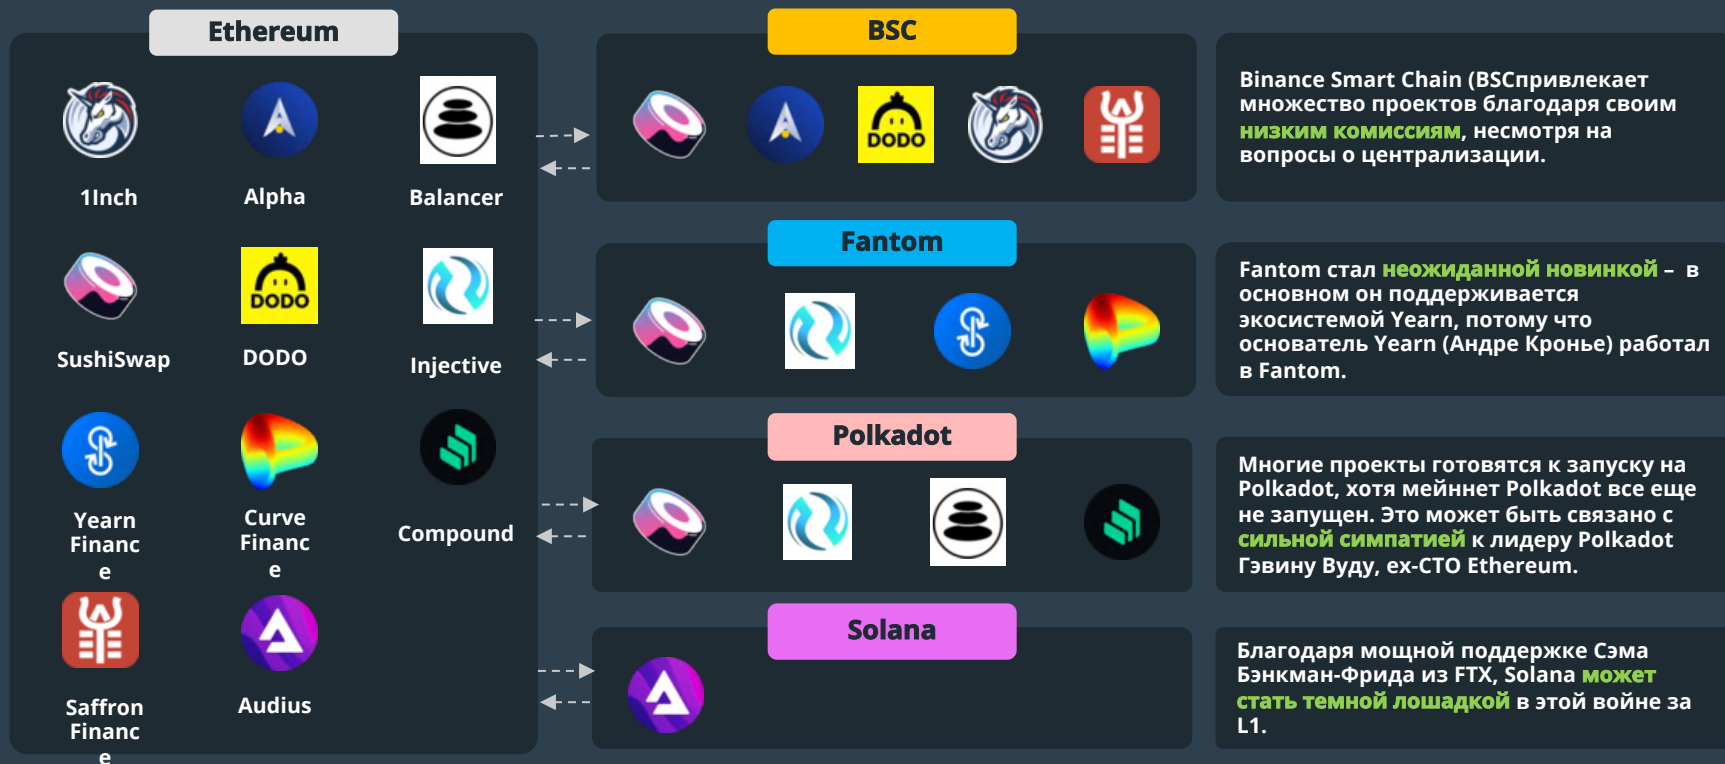 Ethereum
1Inch
Alpha
Balancer
SushiSwap
DODO
DODO
Injective
Yearn
Financ
e
Curve
Financ
e
Compound
Saffron
Financ
e
Audius
BSC
DODO
Binance Smart Chain (BSCпривлекает
множество проектов благодаря своим
низким комиссиям, несмотря на
вопросы о централизации.
Fantom
Fantom стал неожиданной новинкой – в
основном он поддерживается
экосистемой Yearn, потому что
основатель Yearn (Андре Кронье) работал
в Fantom.
Polkadot
Многие проекты готовятся к запуску на
Polkadot, хотя мейннет Polkadot все еще
не запущен. Это может быть связано с
сильной симпатией к лидеру Polkadot
Гэвину Вуду, ex-CTO Ethereum.
Solana
Благодаря мощной поддержке Сэма
Бэнкман-Фрида из FTX, Solana может
стать темной лошадкой в этой войне за
L1.